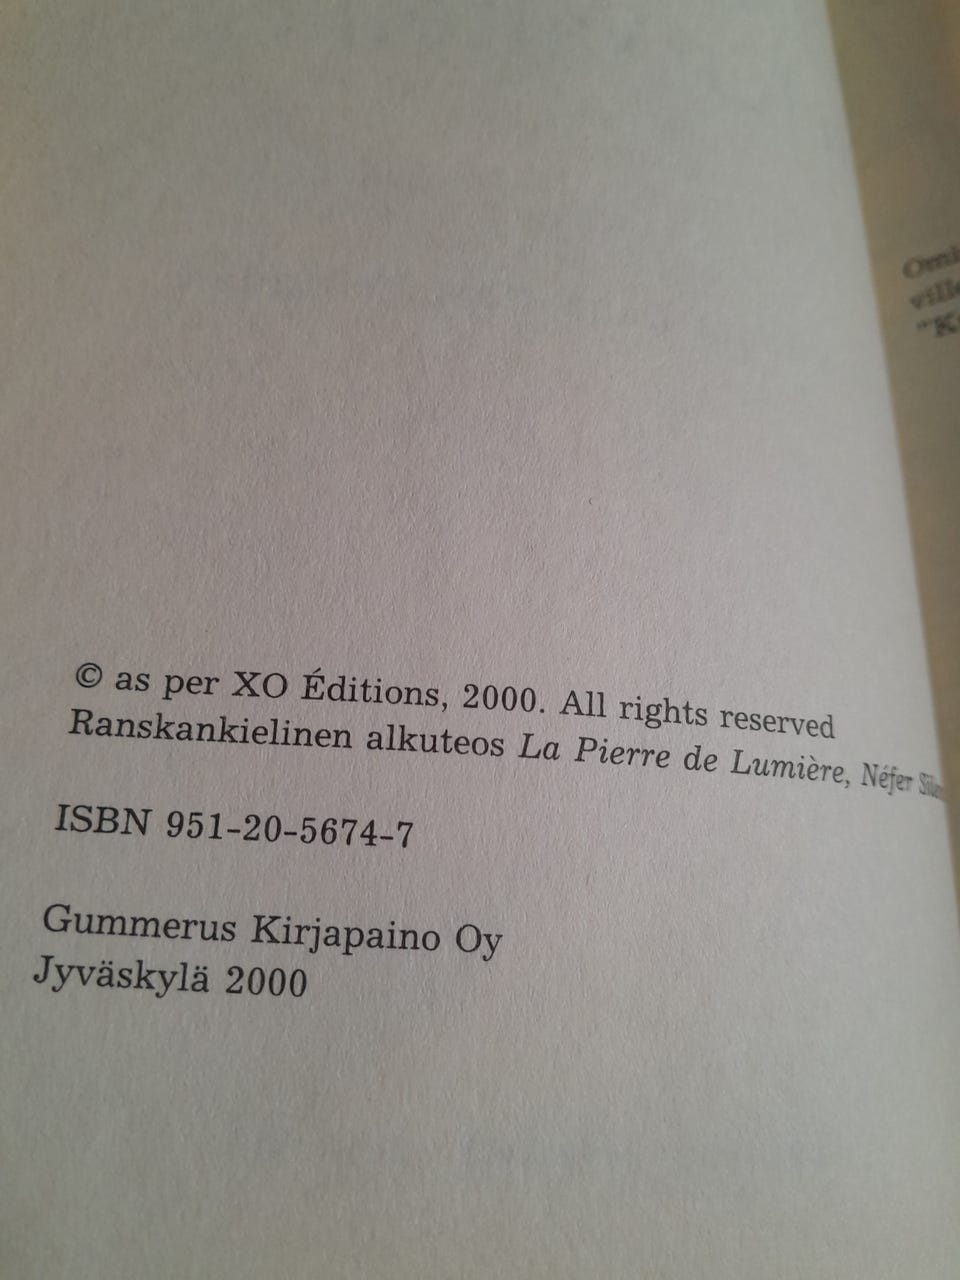 © as per XO Éditions, 2000. All rights reserved
Ranskankielinen alkuteos La Pierre de Lumière, Néfer
ISBN 951-20-5674-7
Gummerus Kirjapaino Oy
Jyväskylä 2000